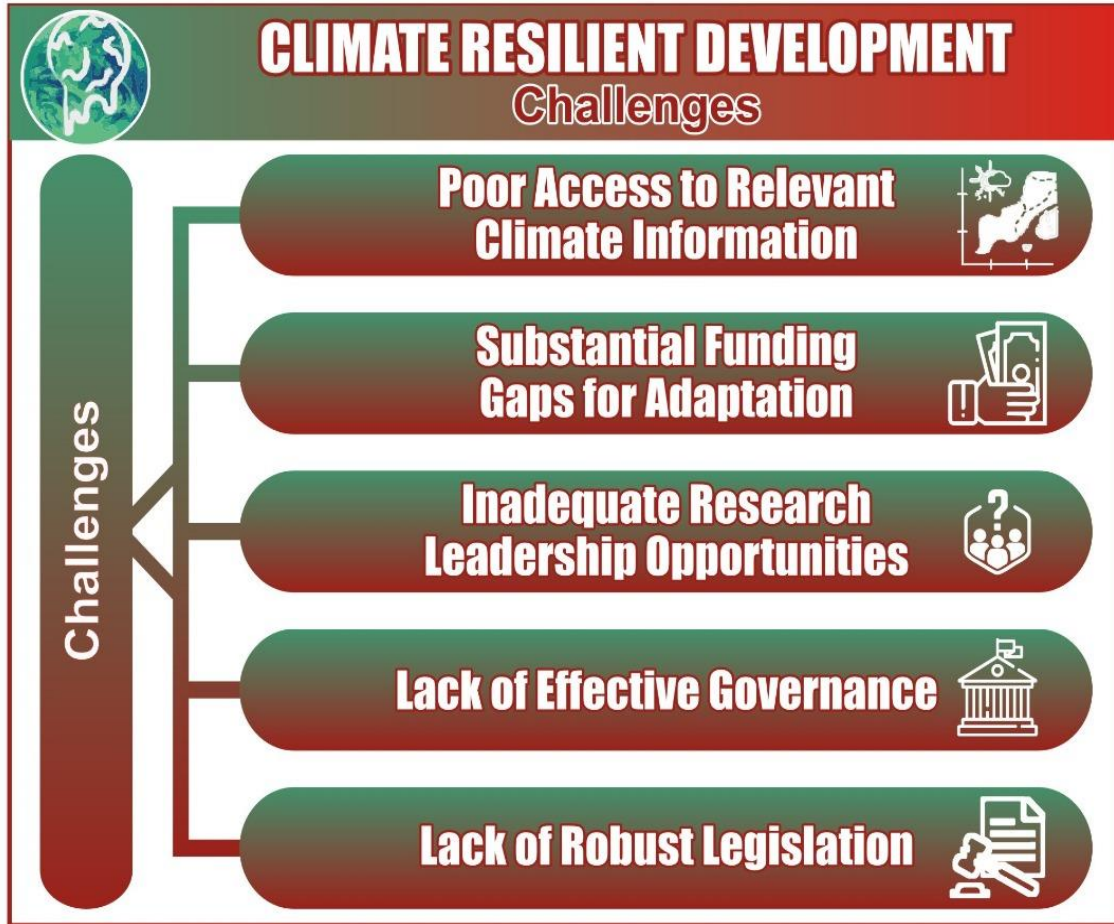 CLIMATE RESILIENT DEVELOPMENT
Challenges
Challenges
Poor Access to Relevant
Climate Information
Substantial Funding
Gaps for Adaptation
?
Inadequate Research
Leadership Opportunities
Lack of Effective Governance
Lack of Robust Legislation